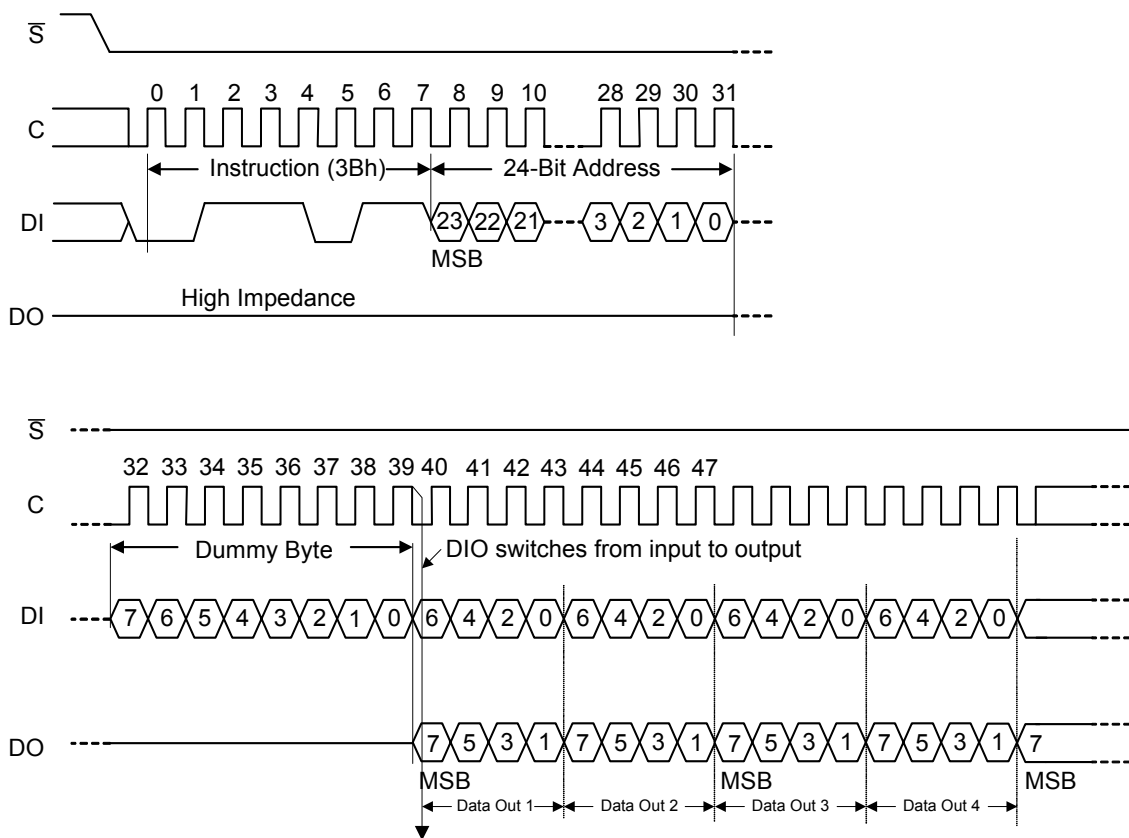 S
0 1 2 3 4 5 6 7 8 9 10 28 29 30 31
C
Instruction (3Bh) 24-Bit Address
DI 23 22 21 3 2 1 0
MSB
High Impedance
DO
S
32 33 34 35 36 37 38 39 40 41 42 43 44 45 46 47
C
Dummy Byte DIO switches from input to output
DI 7 6 5 4 3 2 1 0 6 4 2 0 6 4 2 0 6 4 2 0 6 4 2 0
DO 7 5 3 1 7 5 3 1 7 5 3 1 7 5 3 1 7
MSB MSB MSB
Data Out 1 Data Out 2 Data Out 3 Data Out 4